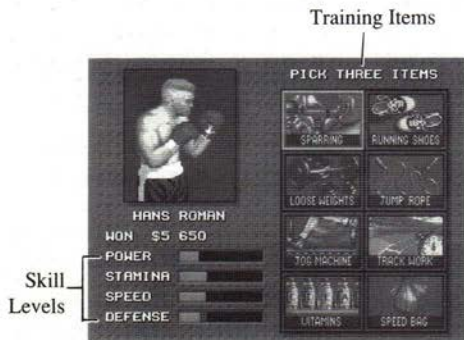 Training Items
PICK THREE ITEMS
SPARRING
RUNNING SHOES
LOOSE WEIGHTS
JUMP ROPE
HANS ROMAN
WON $5 650
JOG MACHINE
TRACK WORK
POWER
STAMINA
SPEED
DEFENSE
Skill
Levels
VITAMINS
SPEED BAG